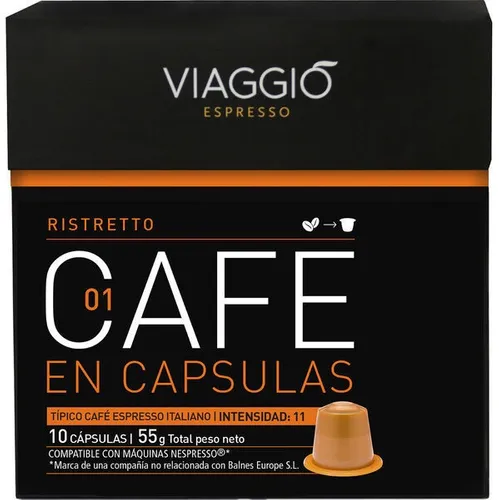 VIAGGIO
ESPRESSO
RISTRETTO
01
CAFE
EN CAPSULAS
TÍPICO CAFÉ ESPRESSO ITALIANO | INTENSIDAD: 11
10 CÁPSULAS | 55g Total peso neto
COMPATIBLE CON MÁQUINAS NESPRESSO®*
*Marca de una compañía no relacionada con Balnes Europe S.L.